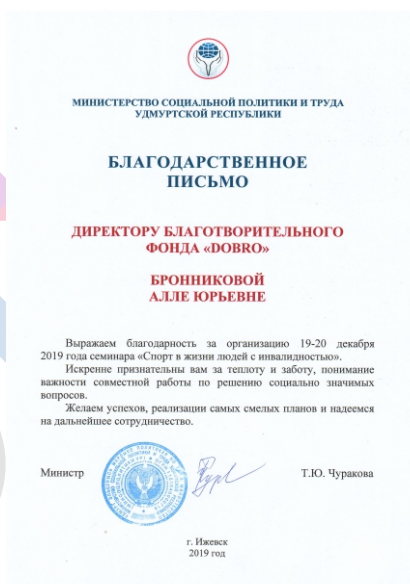 МИНИСТЕРСТВО СОЦИАЛЬНОЙ ПОЛИТИКИ И ТРУДА
УДМУРТСКОЙ РЕСПУБЛИКИ
БЛАГОДАРСТВЕННОЕ
ПИСЬМО
ДИРЕКТОРУ БЛАГОТВОРИТЕЛЬНОГО
ФОНДА «DOBRO»
БРОННИКОВОЙ
АЛЛЕ ЮРЬЕВНЕ
Выражаем благодарность за организацию 19-20 декабря
2019 года семинара «Спорт в жизни людей с инвалидностью».
Искренне признательны вам за теплоту и заботу, понимание
важности совместной работы по решению социально значимых
вопросов.
Желаем успехов, реализации самых смелых планов и надеемся
на дальнейшее сотрудничество.
Министр
Т.Ю. Чуракова
г. Ижевск
2019 год